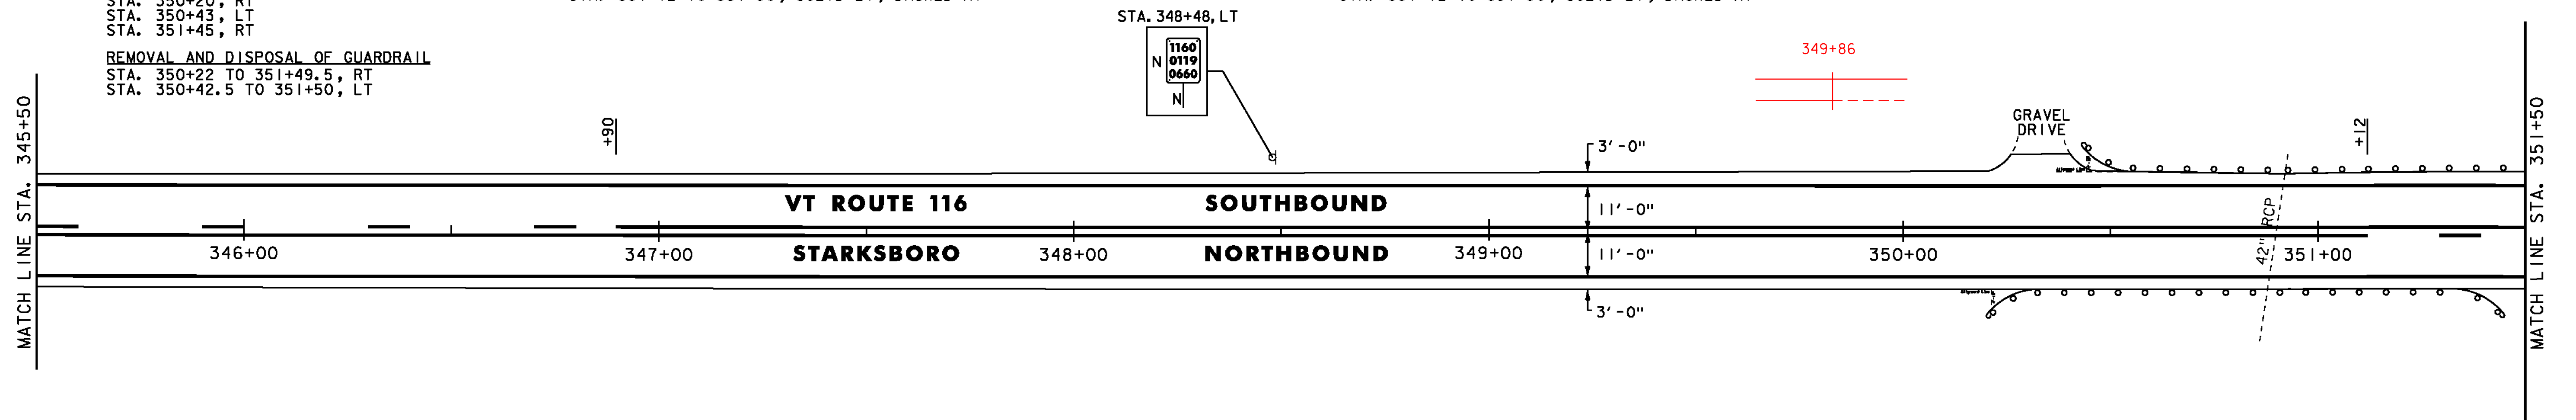 STA. 350+20, RT
STA. 350+43, LT
STA. 351+45, RT
REMOVAL AND DISPOSAL OF GUARDRAIL
STA. 350+22 TO 351+49.5, RT
STA. 350+42.5 TO 351+50, LT
STA. 348+48, LT
1160
N 0119
0660
N
349+86
MATCH LINE STA. 345+50
+90
3'-0"
GRAVEL
DRIVE
+12
MATCH LINE STA. 351+50
VT ROUTE 116 SOUTHBOUND
11'-0"
42" RCP
346+00 347+00 STARKSBORO 348+00 NORTHBOUND 349+00 11'-0" 350+00 351+00
3'-0"